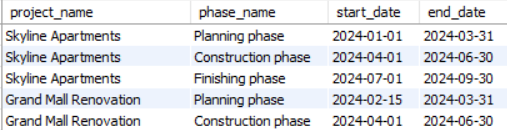 project_name phase_name start_date end_date
Skyline Apartments Planning phase 2024-01-01 2024-03-31
Skyline Apartments Construction phase 2024-04-01 2024-06-30
Skyline Apartments Finishing phase 2024-07-01 2024-09-30
Grand Mall Renovation Planning phase 2024-02-15 2024-03-31
Grand Mall Renovation Construction phase 2024-04-01 2024-06-30